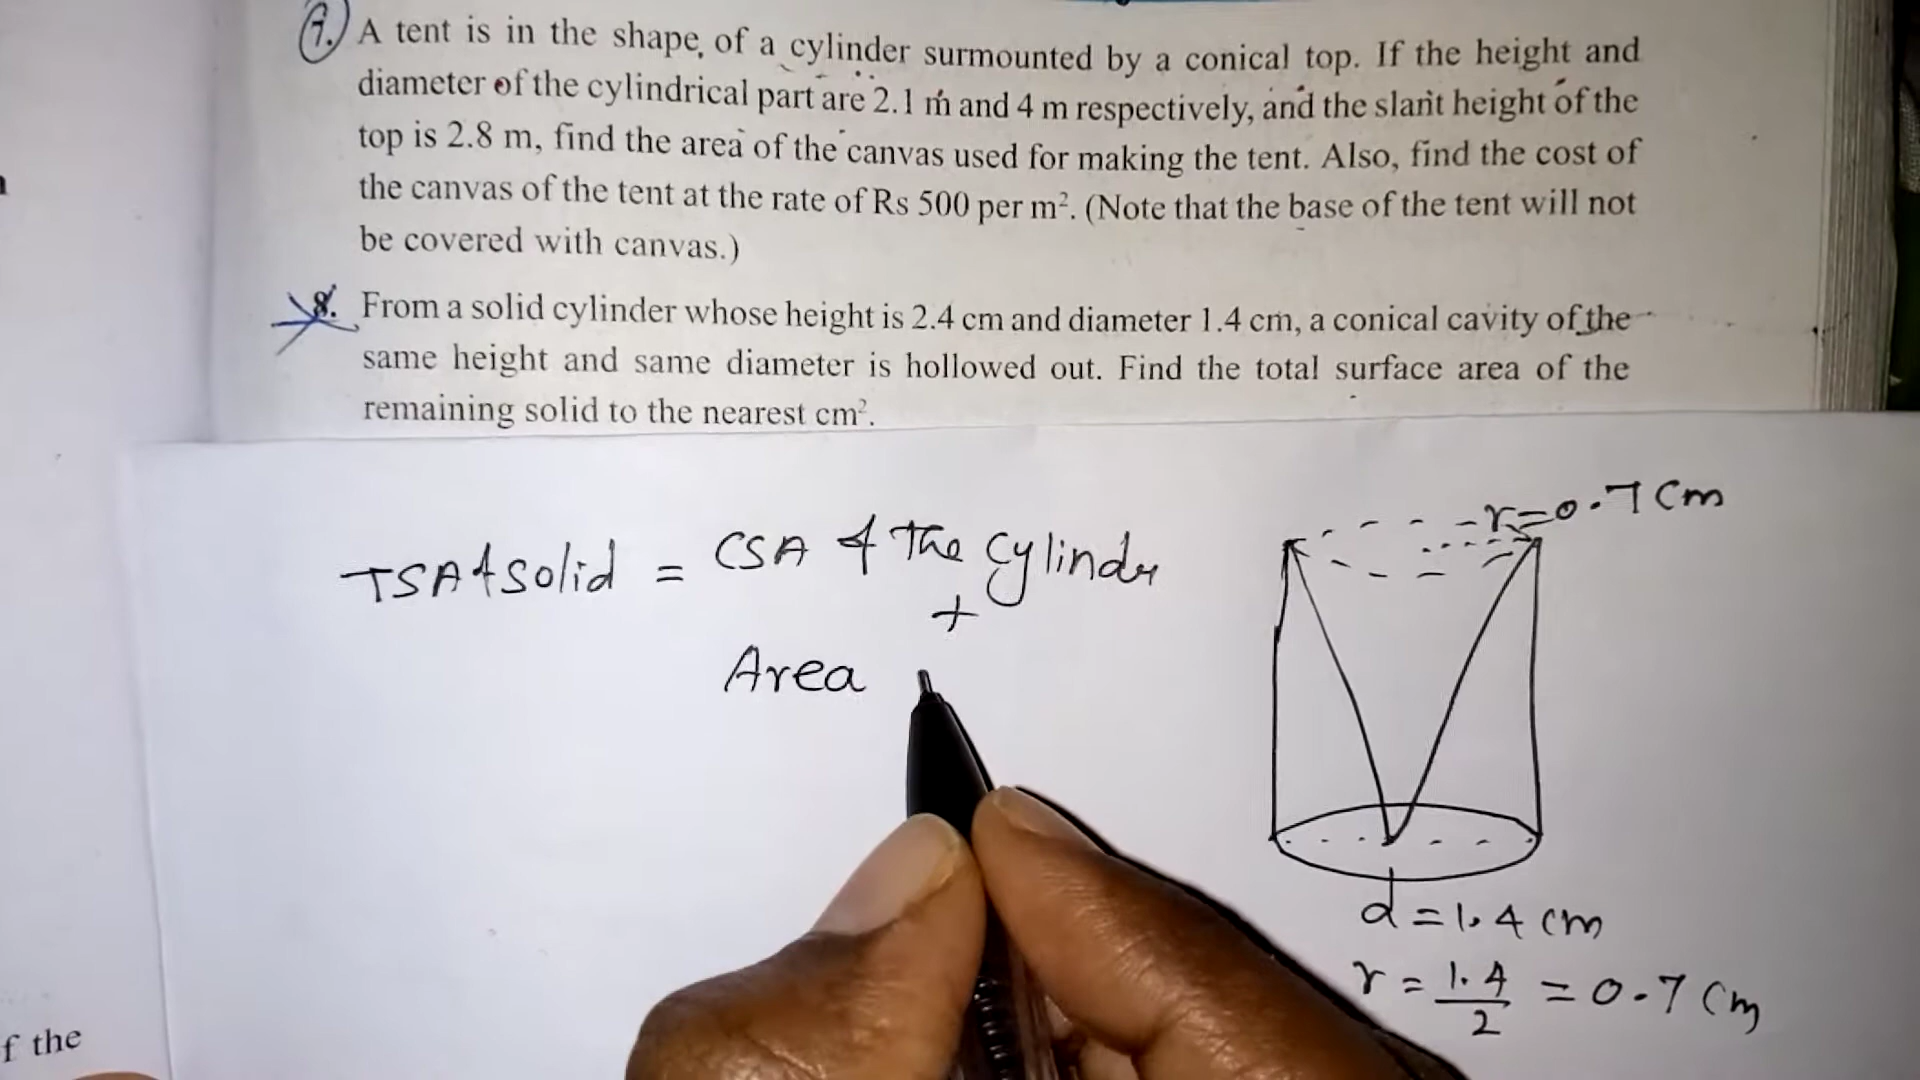 7. A tent is in the shape of a cylinder surmounted by a conical top. If the height and
diameter of the cylindrical part are 2.1 m and 4 m respectively, and the slant height of the
top is 2.8 m, find the area of the canvas used for making the tent. Also, find the cost of
the canvas of the tent at the rate of Rs 500 per m². (Note that the base of the tent will not
be covered with canvas.)
8. From a solid cylinder whose height is 2.4 cm and diameter 1.4 cm, a conical cavity of the
same height and same diameter is hollowed out. Find the total surface area of the
remaining solid to the nearest cm².
r=0.7 cm
TSA of solid = CSA of the cylinder
+
Area
d = 1.4 cm
r = 1.4/2 = 0.7 cm
f the